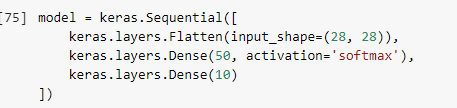 [75] model = keras.Sequential([
    keras.layers.Flatten(input_shape=(28, 28)),
    keras.layers.Dense(50, activation='softmax'),
    keras.layers.Dense(10)
])